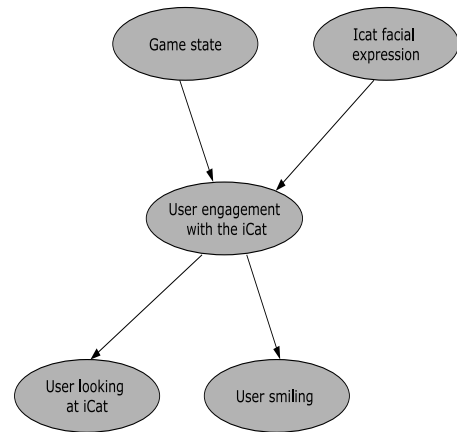 Game state
Icat facial
expression
User engagement
with the iCat
User looking
at iCat
User smiling